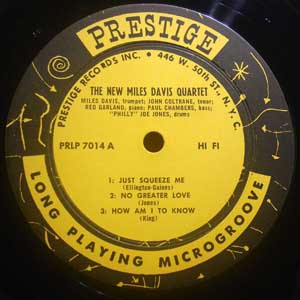 PRESTIGE
PRESTIGE RECORDS INC. • 446 W. 50th ST., N.Y.C.
THE NEW MILES DAVIS QUARTET
MILES DAVIS, trumpet; JOHN COLTRANE, tenor;
RED GARLAND, piano; PAUL CHAMBERS, bass;
"PHILLY" JOE JONES, drums
PRLP 7014 A HI FI
1: JUST SQUEEZE ME
(Ellington-Gaines)
2: NO GREATER LOVE
(Jones)
3: HOW AM I TO KNOW
(King)
LONG PLAYING MICROGROOVE